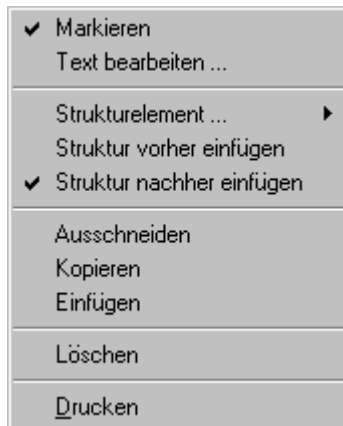 Markieren
Text bearbeiten ...
Strukturelement ...
Struktur vorher einfügen
Struktur nachher einfügen
Ausschneiden
Kopieren
Einfügen
Löschen
Drucken